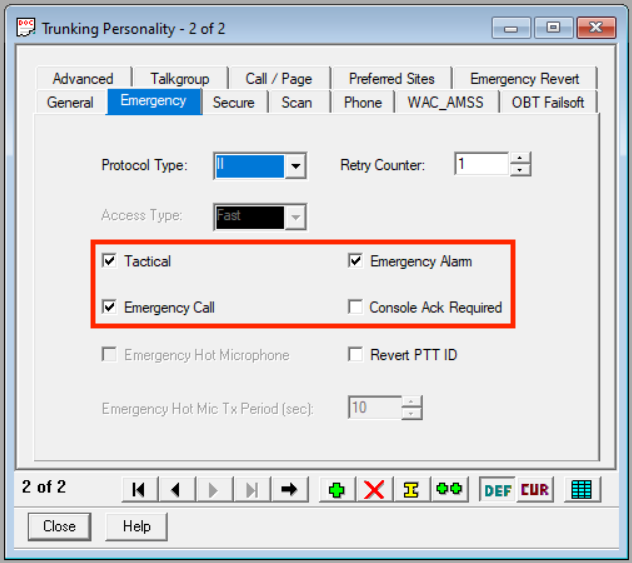 Trunking Personality - 2 of 2
Advanced Talkgroup Call / Page Preferred Sites Emergency Revert
General Emergency Secure Scan Phone WAC_AMSS OBT Failsoft
Protocol Type: II Retry Counter: 1
Access Type: Fast
Tactical Emergency Alarm
Emergency Call Console Ack Required
Emergency Hot Microphone Revert PTT ID
Emergency Hot Mic Tx Period (sec): 10
2 of 2 DEF CUR
Close Help